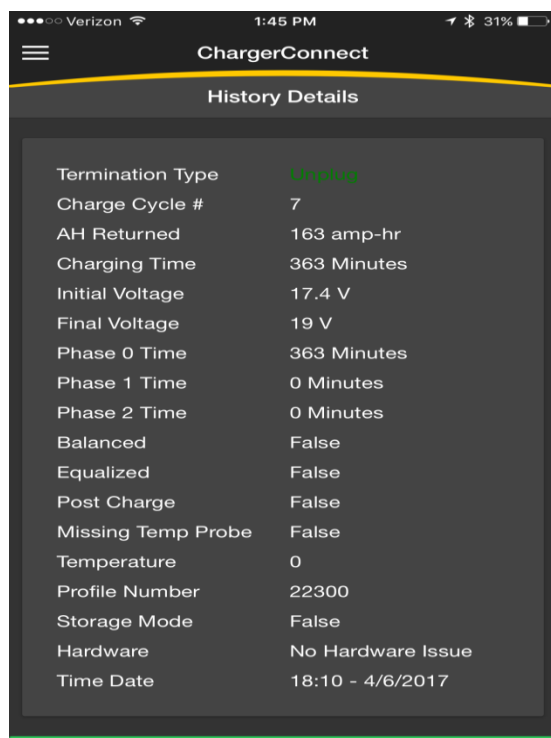 Verizon 1:45 PM 31%
ChargerConnect
History Details
Termination Type Unplug
Charge Cycle # 7
AH Returned 163 amp-hr
Charging Time 363 Minutes
Initial Voltage 17.4 V
Final Voltage 19 V
Phase 0 Time 363 Minutes
Phase 1 Time 0 Minutes
Phase 2 Time 0 Minutes
Balanced False
Equalized False
Post Charge False
Missing Temp Probe False
Temperature 0
Profile Number 22300
Storage Mode False
Hardware No Hardware Issue
Time Date 18:10 - 4/6/2017